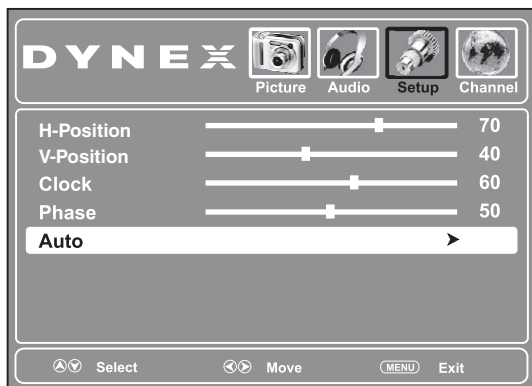 DYNEX
Picture Audio Setup Channel
H-Position 70
V-Position 40
Clock 60
Phase 50
Auto
Select Move MENU Exit